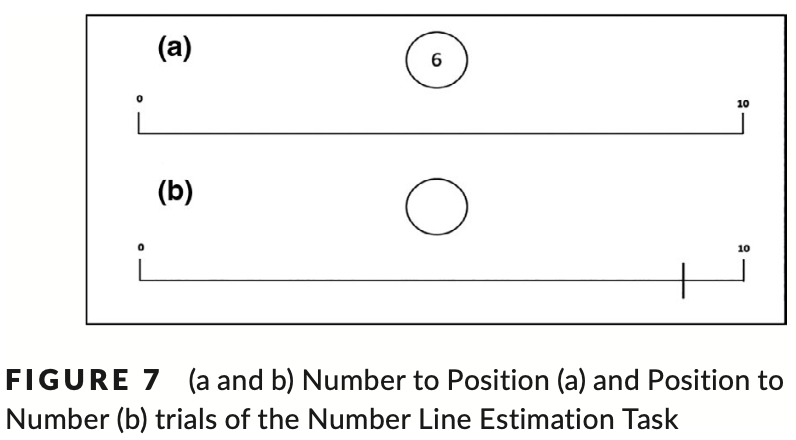 (a)
6
0
10
(b)
0
10
FIGURE 7 (a and b) Number to Position (a) and Position to
Number (b) trials of the Number Line Estimation Task